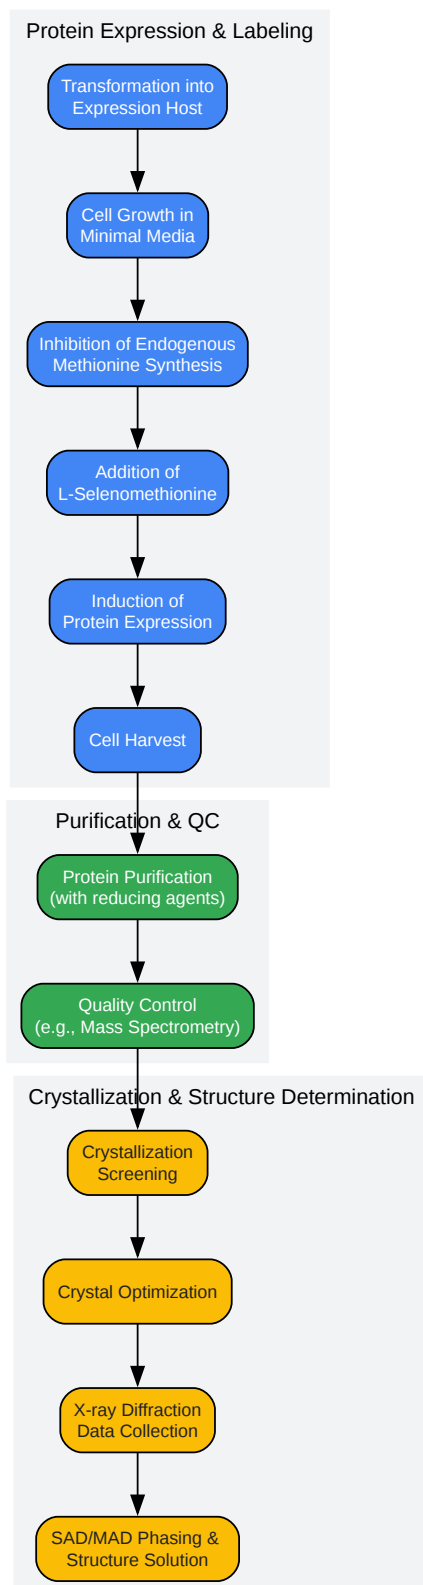 Protein Expression & Labeling
Transformation into
Expression Host
Cell Growth in
Minimal Media
Inhibition of Endogenous
Methionine Synthesis
Addition of
L-Selenomethionine
Induction of
Protein Expression
Cell Harvest
Purification & QC
Protein Purification
(with reducing agents)
Quality Control
(e.g., Mass Spectrometry)
Crystallization & Structure Determination
Crystallization
Screening
Crystal Optimization
X-ray Diffraction
Data Collection
SAD/MAD Phasing &
Structure Solution